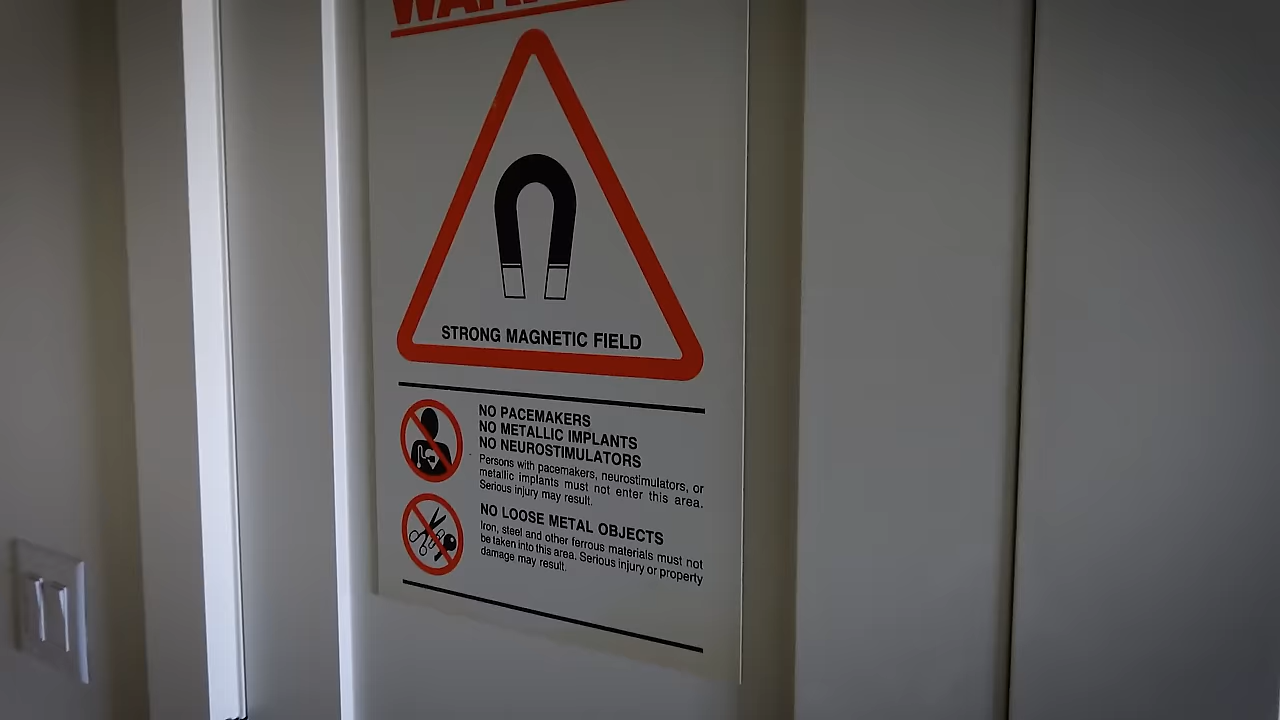 STRONG MAGNETIC FIELD
NO PACEMAKERS
NO METALLIC IMPLANTS
NO NEUROSTIMULATORS
Persons with pacemakers, neurostimulators, or
metallic implants must not enter this area.
Serious injury may result.
NO LOOSE METAL OBJECTS
Iron, steel and other ferrous materials must not
be taken into this area. Serious injury or property
damage may result.